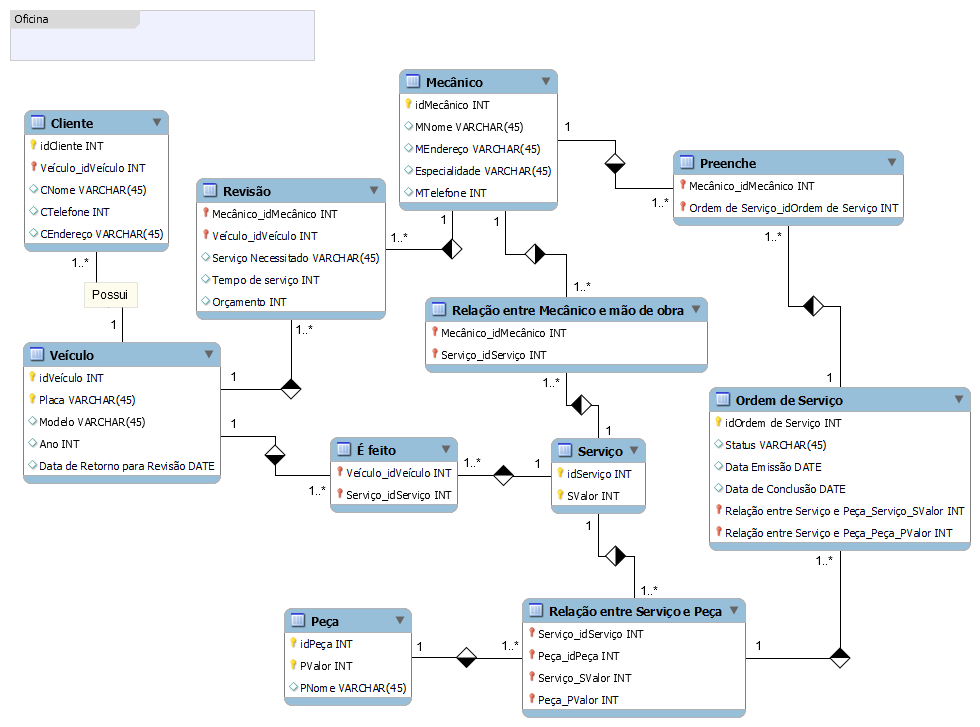 Oficina
Mecânico
idMecânico INT
MNome VARCHAR(45)
MEndereço VARCHAR(45)
Especialidade VARCHAR(45)
MTelefone INT
Cliente
idCliente INT
Veículo_idVeículo INT
CNome VARCHAR(45)
CTelefone INT
CEndereço VARCHAR(45)
1..*
Possui
1
Revisão
Mecânico_idMecânico INT
Veículo_idVeículo INT
Serviço Necessitado VARCHAR(45)
Tempo de serviço INT
Orçamento INT
1..*
1
1
1
1..*
Preenche
Mecânico_idMecânico INT
Ordem de Serviço_idOrdem de Serviço INT
1..*
1
1..*
1..*
Relação entre Mecânico e mão de obra
Mecânico_idMecânico INT
Serviço_idServiço INT
1..*
1
Veículo
idVeículo INT
Placa VARCHAR(45)
Modelo VARCHAR(45)
Ano INT
Data de Retorno para Revisão DATE
1
1
1..*
É feito
Veículo_idVeículo INT
Serviço_idServiço INT
1..*
1
Serviço
idServiço INT
SValor INT
1
1..*
Ordem de Serviço
idOrdem de Serviço INT
Status VARCHAR(45)
Data Emissão DATE
Data de Conclusão DATE
Relação entre Serviço e Peça_Serviço_SValor INT
Relação entre Serviço e Peça_Peça_PValor INT
1..*
Peça
idPeça INT
PValor INT
PNome VARCHAR(45)
1
1..*
Relação entre Serviço e Peça
Serviço_idServiço INT
Peça_idPeça INT
Serviço_SValor INT
Peça_PValor INT
1